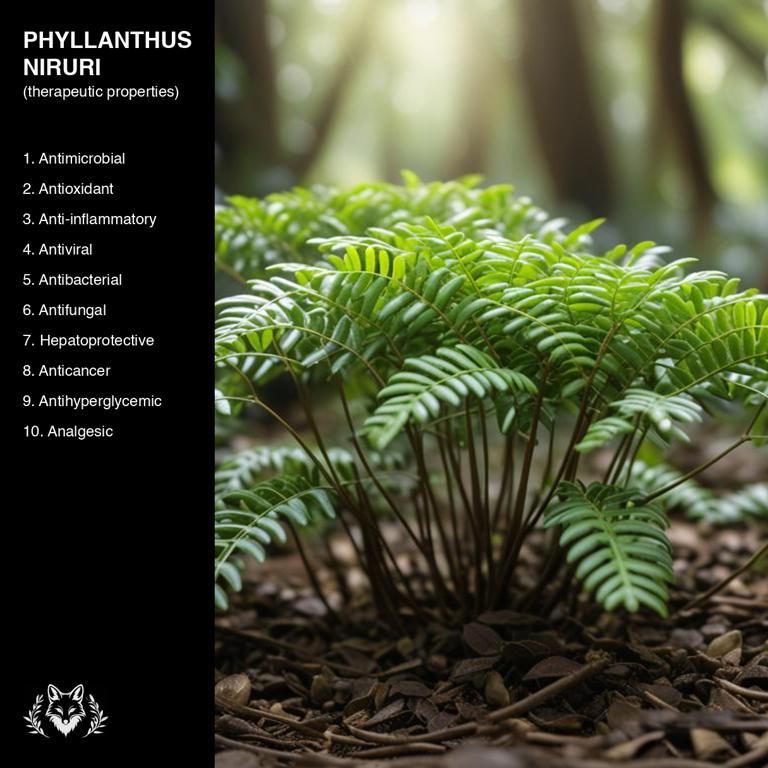 PHYLLANTHUS
NIRURI
(therapeutic properties)
1. Antimicrobial
2. Antioxidant
3. Anti-inflammatory
4. Antiviral
5. Antibacterial
6. Antifungal
7. Hepatoprotective
8. Anticancer
9. Antihyperglycemic
10. Analgesic